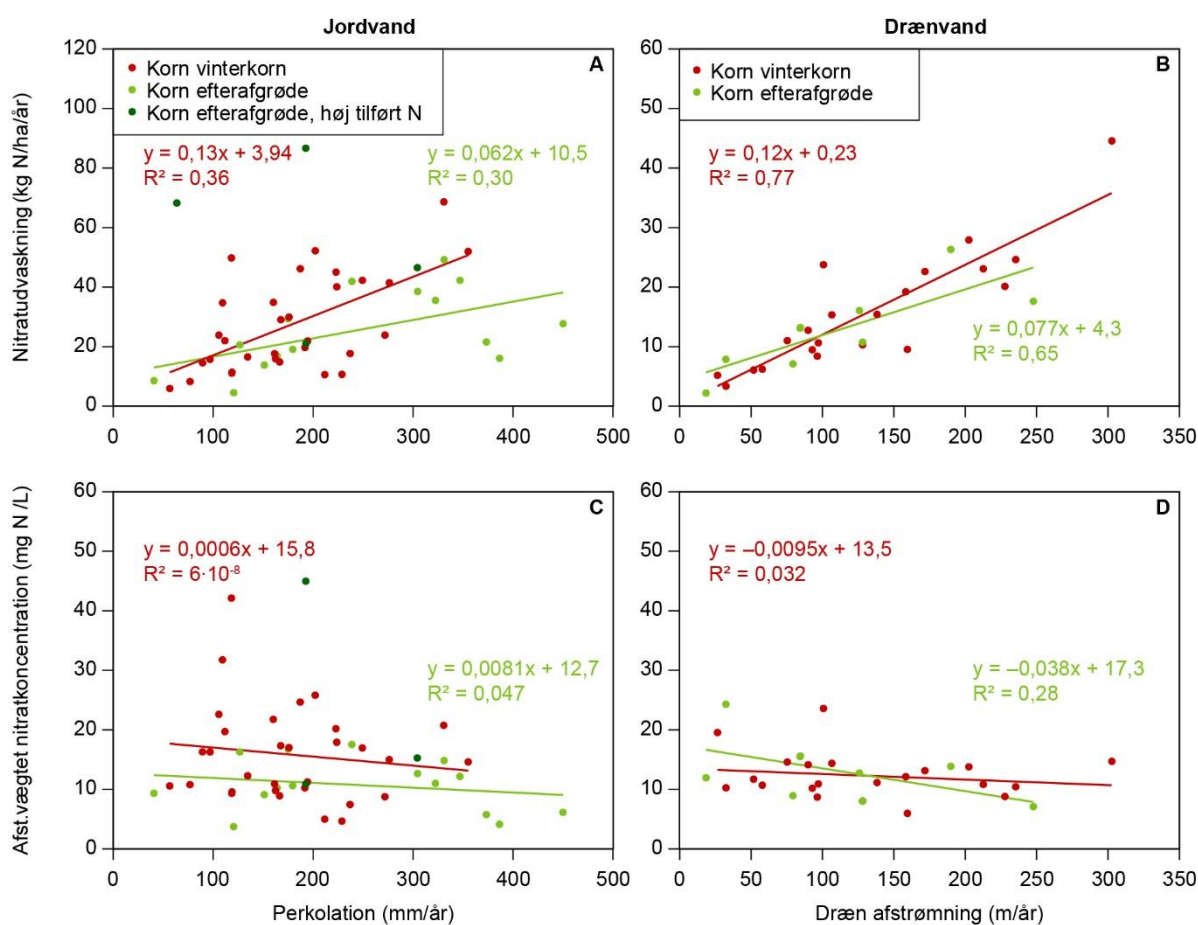 Jordvand
Drænvand
Nitratudvaskning (kg N/ha/år)
120
100
80
60
40
20
0
A
Korn vinterkorn
Korn efterafgrøde
Korn efterafgrøde, høj tilført N
y = 0,13x + 3,94
R² = 0,36
y = 0,062x + 10,5
R² = 0,30
0 100 200 300 400 500
60
50
40
30
20
10
0
B
Korn vinterkorn
Korn efterafgrøde
y = 0,12x + 0,23
R² = 0,77
y = 0,077x + 4,3
R² = 0,65
0 50 100 150 200 250 300 350
Afst.vægtet nitratkoncentration (mg N /L)
60
50
40
30
20
10
0
C
y = 0,0006x + 15,8
R² = 6·10⁻⁸
y = 0,0081x + 12,7
R² = 0,047
0 100 200 300 400 500
Perkolation (mm/år)
60
50
40
30
20
10
0
D
y = –0,0095x + 13,5
R² = 0,032
y = –0,038x + 17,3
R² = 0,28
0 50 100 150 200 250 300 350
Dræn afstrømning (m/år)